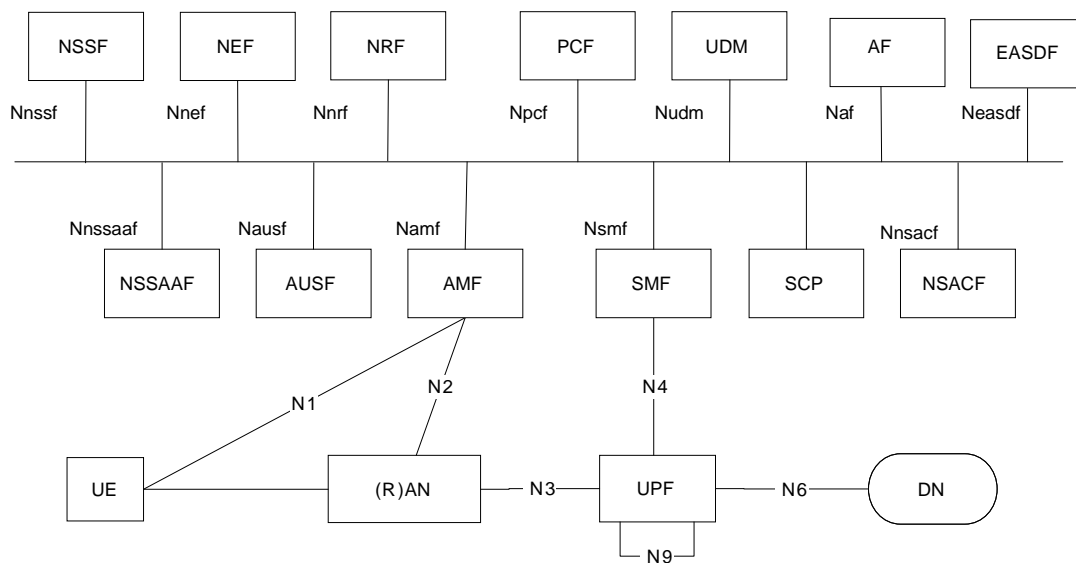 NSSF
NEF
NRF
PCF
UDM
AF
EASDF
Nnssf
Nnef
Nnrf
Npcf
Nudm
Naf
Neasdf
Nnssaaf
Nausf
Namf
Nsmf
Nnsacf
NSSAAF
AUSF
AMF
SMF
SCP
NSACF
N1
N2
N4
UE
(R)AN
N3
UPF
N6
DN
N9